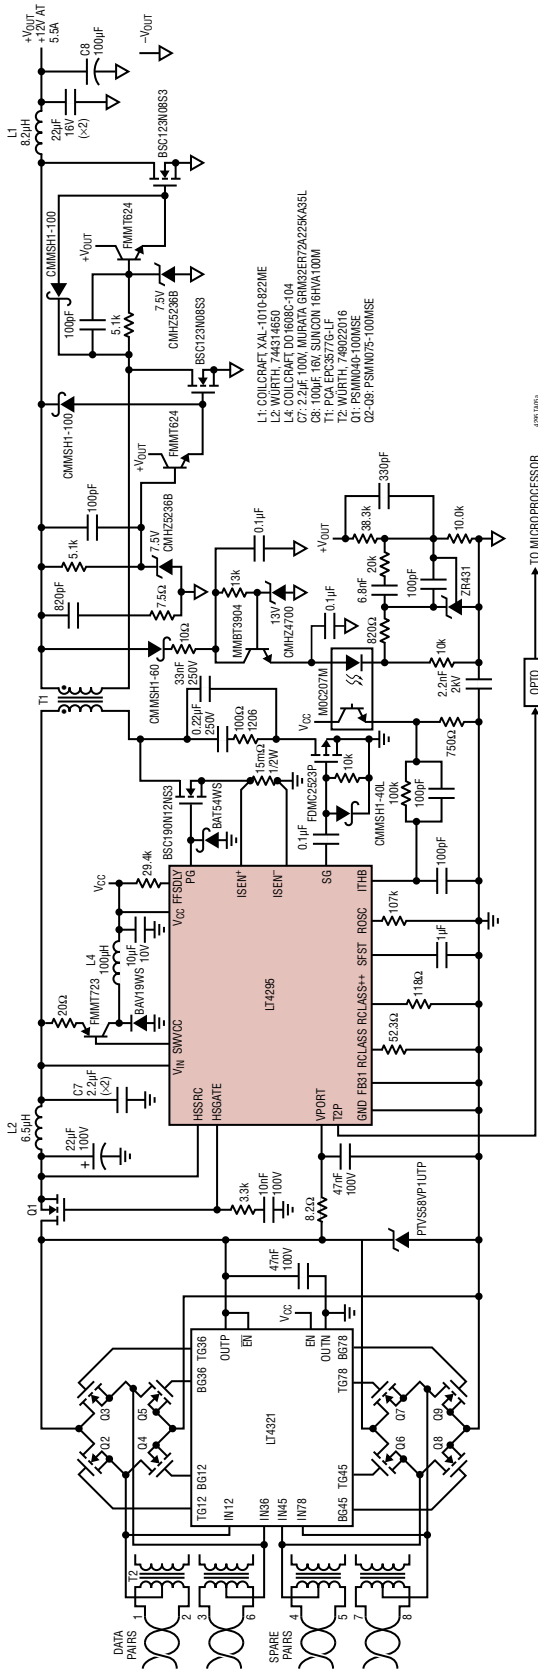 DATA
PAIRS
1
2
3
6
SPARE
PAIRS
4
5
7
8
T2
Q2
Q3
Q4
Q5
Q6
Q7
Q8
Q9
TG12
BG12
BG36
TG36
IN12
IN36
IN45
IN78
LT4321
OUTP
EN
EN
OUTN
BG45
TG45
TG78
BG78
47nF
100V
VCC
Q1
3.3k
10nF
100V
8.2Ω
47nF
100V
PTVS58VP1UTP
22µF
100V
+
L2
6.5µH
C7
2.2µF
(×2)
20Ω
FMMT723
BAV19WS
L4
100µH
10µF
10V
VCC
29.4k
HSSRC
HSGATE
VIN
SWVCC
VCC
FFSDLY
PG
ISEN+
ISEN–
SG
LT4295
VPORT
T2P
GND
FB31
RCLASS
RCLASS++
SFST
ROSC
ITHB
52.3Ω
118Ω
1µF
107k
100pF
BSC190N12NS3
BAT54WS
15mΩ
1/2W
0.22µF
250V
100Ω
1206
33nF
250V
0.1µF
FDMC2523P
10k
CMMSH1-40L
100k
100pF
750Ω
VCC
MOC207M
T1
CMMSH1-60
10Ω
820pF
7.5Ω
5.1k
100pF
7.5V
CMHZ5236B
+VOUT
FMMT624
CMMSH1-100
BSC123N08S3
MMBT3904
13k
0.1µF
13V
CMHZ4700
0.1µF
820Ω
10k
2.2nF
2kV
6.8nF
20k
100pF
ZR431
+VOUT
38.3k
330pF
10.0k
5.1k
100pF
CMMSH1-100
+VOUT
FMMT624
7.5V
CMHZ5236B
BSC123N08S3
L1
8.2µH
22µF
16V
(×2)
C8
100µF
+VOUT
+12V AT
5.5A
–VOUT
L1: COILCRAFT, XAL-1010-822ME
L2: WÜRTH, 744314650
L4: COILCRAFT, DO1608C-104
C7: 2.2µF, 100V, MURATA GRM32ER72A225KA35L
C8: 100µF, 16V, SUNCON 16HVA100M
T1: PCA EPC3577G-LF
T2: WÜRTH, 749022016
Q1: PSMN040-100MSE
Q2-Q9: PSMN075-100MSE
OPTO
TO MICROPROCESSOR